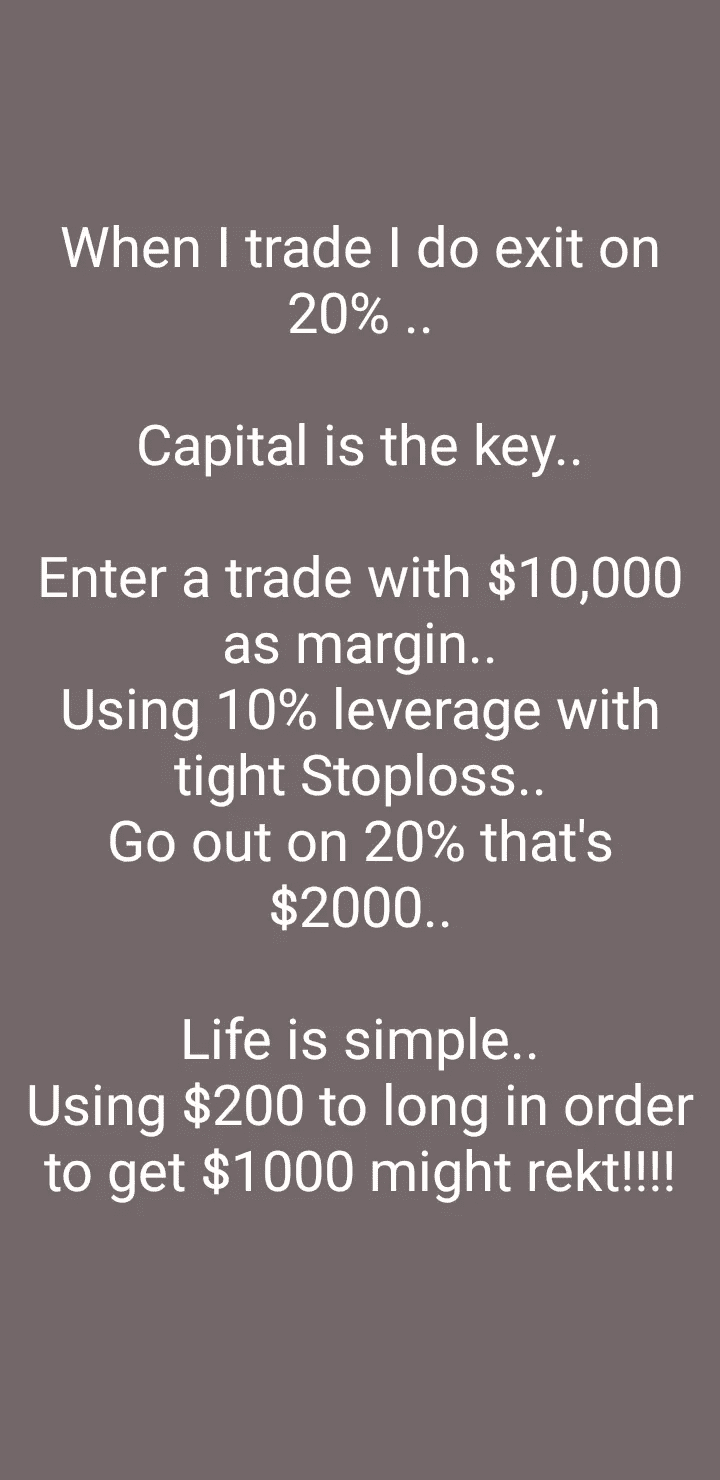 When I trade I do exit on
20% ..
Capital is the key..
Enter a trade with $10,000
as margin..
Using 10% leverage with
tight Stoploss..
Go out on 20% that's
$2000..
Life is simple..
Using $200 to long in order
to get $1000 might rekt!!!!